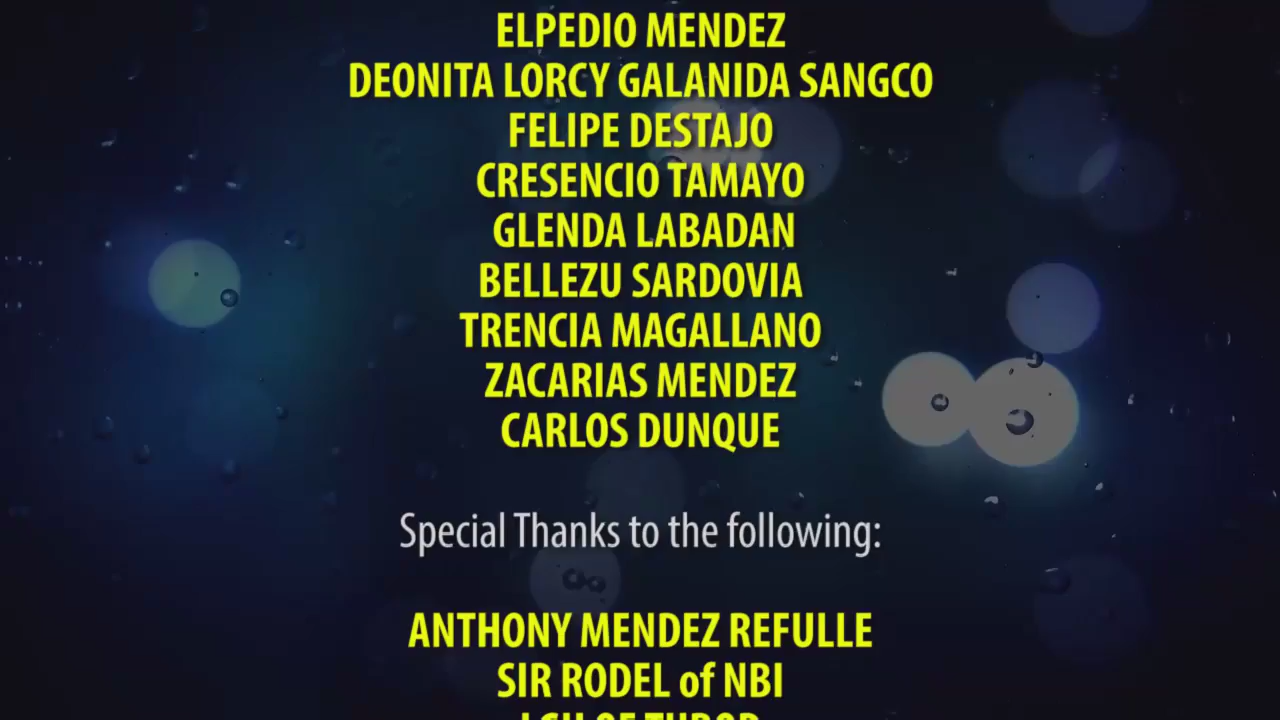 ELPEDIO MENDEZ
DEONITA LORCY GALANIDA SANGCO
FELIPE DESTAJO
CRESENCIO TAMAYO
GLENDA LABADAN
BELLEZU SARDOVIA
TRENCIA MAGALLANO
ZACARIAS MENDEZ
CARLOS DUNQUE
Special Thanks to the following:
ANTHONY MENDEZ REFULLE
SIR RODEL of NBI